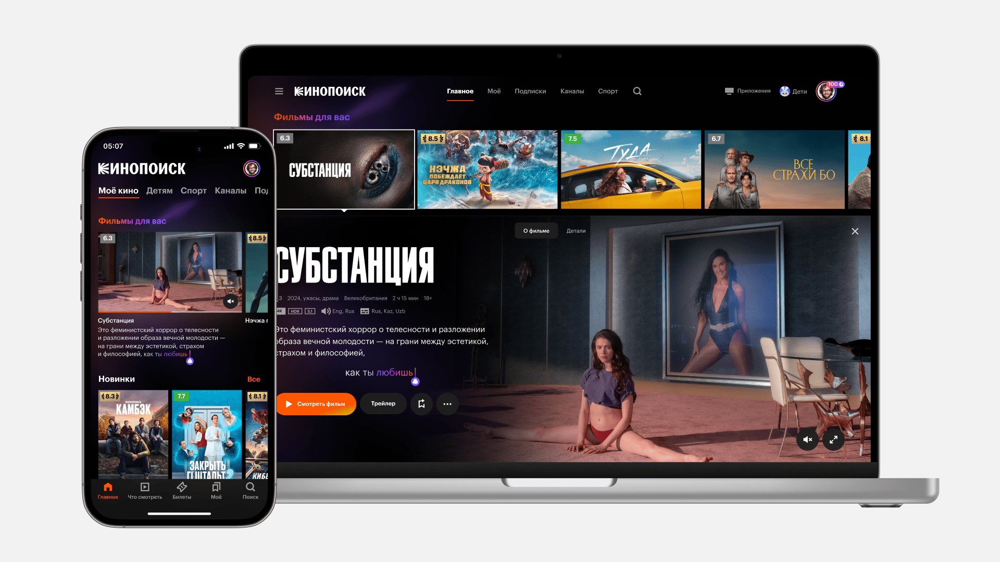 КИНОПОИСК
Главное
Моё
Подписки
Каналы
Спорт
Приложения
Дети
100
Фильмы для вас
6.3
СУБСТАНЦИЯ
8.5
НЭЧЖА
ПОБЕЖДАЕТ
ЦАРЯ ДРАКОНОВ
7.5
ТУДА
6.7
ВСЕ
СТРАХИ БО
8.1
О фильме
Детали
СУБСТАНЦИЯ
2024, ужасы, драма Великобритания 2 ч 15 мин 18+
4K HDR 5.1 Eng, Rus Rus, Kaz, Uzb
Это феминистский хоррор о телесности и разложении
образа вечной молодости — на грани между эстетикой,
страхом и философией,
как ты любишь
Смотреть фильм
Трейлер
05:07
КИНОПОИСК
Моё кино
Детям
Спорт
Каналы
Под
Фильмы для вас
6.3
8.5
Субстанция
Нэчжа п
Это феминистский хоррор о телесности
и разложении образа вечной молодости —
на грани между эстетикой, страхом
и философией, как ты любишь
Новинки
Все
8.3
КИНОПОИСК
КАМБЭК
7.7
ЗАКРЫТЬ
ГЕШТАЛЬТ 2
8.1
КИБЕ
Главное
Что смотреть
Билеты
Моё
Поиск